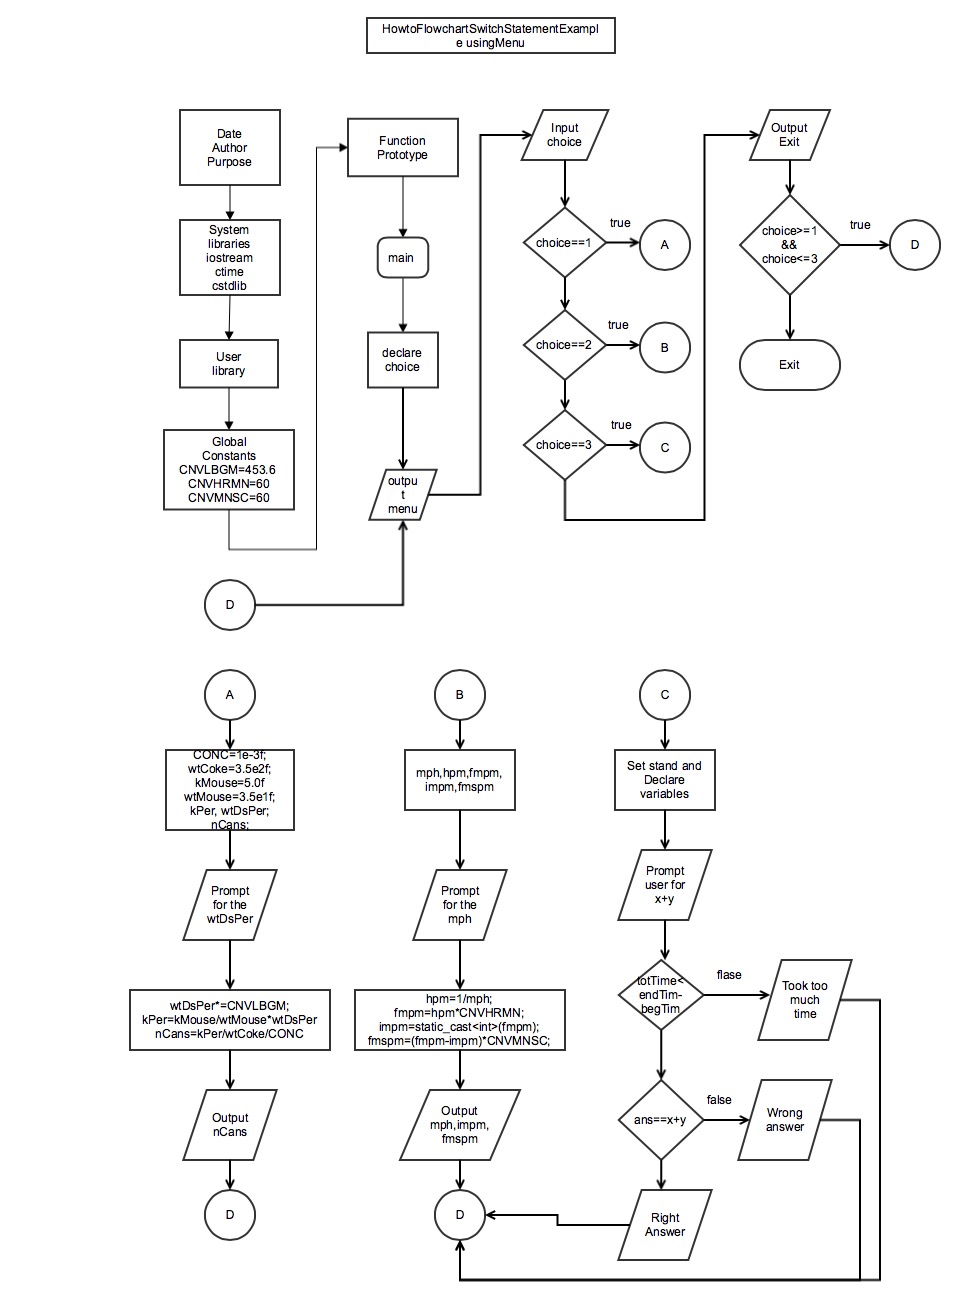 HowtoFlowchartSwitchStatementExampl
e usingMenu
Date
Author
Purpose
System
libraries
iostream
ctime
cstdlib
User
library
Global
Constants
CNVLBGM=453.6
CNVHRMN=60
CNVMNSC=60
Function
Prototype
main
declare
choice
outpu
t
menu
D
Input
choice
choice==1
true
A
choice==2
true
B
choice==3
true
C
Output
Exit
choice>=1
&&
choice<=3
true
D
Exit
A
CONC=1e-3f;
wtCoke=3.5e2f;
kMouse=5.0f
wtMouse=3.5e1f;
kPer, wtDsPer;
nCans;
Prompt
for the
wtDsPer
wtDsPer*=CNVLBGM;
kPer=kMouse/wtMouse*wtDsPer
nCans=kPer/wtCoke/CONC
Output
nCans
D
B
mph,hpm,fmpm,
impm,fmspm
Prompt
for the
mph
hpm=1/mph;
fmpm=hpm*CNVHRMN;
impm=static_cast<int>(fmpm);
fmspm=(fmpm-impm)*CNVMNSC;
Output
mph,impm,
fmspm
D
C
Set stand and
Declare
variables
Prompt
user for
x+y
totTime<
endTim-
begTim
flase
Took too
much
time
ans==x+y
false
Wrong
answer
Right
Answer